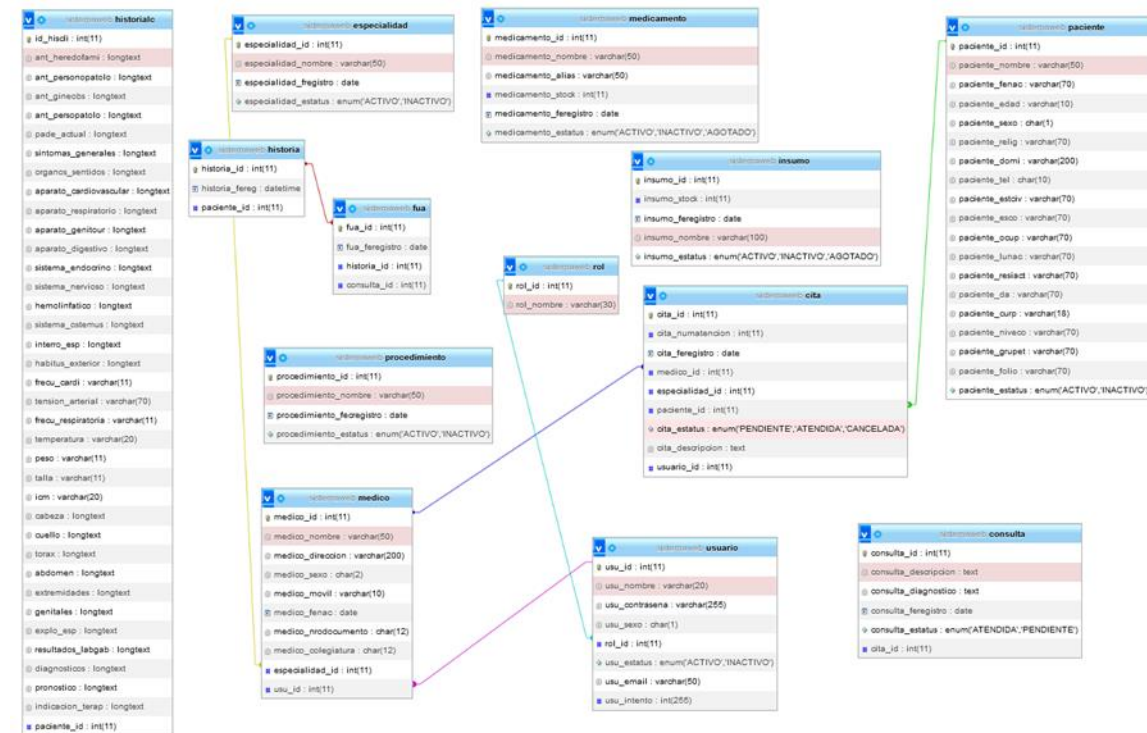 historialc
id_hiscli : int(11)
ant_heredofami : longtext
ant_personopatolo : longtext
ant_gineobs : longtext
ant_persopatolo : longtext
pade_actual : longtext
sintomas_generales : longtext
organos_sentidos : longtext
aparato_cardiovascular : longtext
aparato_respiratorio : longtext
aparato_genitour : longtext
aparato_digestivo : longtext
sistema_endocrino : longtext
sistema_nervioso : longtext
hemolinfatico : longtext
sistema_ostemus : longtext
interro_esp : longtext
habitus_exterior : longtext
frecu_cardi : varchar(11)
tension_arterial : varchar(70)
frecu_respiratoria : varchar(11)
temperatura : varchar(20)
peso : varchar(11)
talla : varchar(11)
icm : varchar(20)
cabeza : longtext
cuello : longtext
torax : longtext
abdomen : longtext
extremidades : longtext
genitales : longtext
explo_esp : longtext
resultados_labgab : longtext
diagnosticos : longtext
pronostico : longtext
indicacion_terap : longtext
paciente_id : int(11)
especialidad
especialidad_id : int(11)
especialidad_nombre : varchar(50)
especialidad_fregistro : date
especialidad_estatus : enum('ACTIVO','INACTIVO')
historia
historia_id : int(11)
historia_fereg : datetime
paciente_id : int(11)
fua
fua_id : int(11)
fua_feregistro : date
historia_id : int(11)
consulta_id : int(11)
procedimiento
procedimiento_id : int(11)
procedimiento_nombre : varchar(50)
procedimiento_fecregistro : date
procedimiento_estatus : enum('ACTIVO','INACTIVO')
medico
medico_id : int(11)
medico_nombre : varchar(50)
medico_direccion : varchar(200)
medico_sexo : char(2)
medico_movil : varchar(10)
medico_fenac : date
medico_nrodocumento : char(12)
medico_colegiatura : char(12)
especialidad_id : int(11)
usu_id : int(11)
medicamento
medicamento_id : int(11)
medicamento_nombre : varchar(50)
medicamento_alias : varchar(50)
medicamento_stock : int(11)
medicamento_feregistro : date
medicamento_estatus : enum('ACTIVO','INACTIVO','AGOTADO')
insumo
insumo_id : int(11)
insumo_stock : int(11)
insumo_feregistro : date
insumo_nombre : varchar(100)
insumo_estatus : enum('ACTIVO','INACTIVO','AGOTADO')
rol
rol_id : int(11)
rol_nombre : varchar(30)
cita
cita_id : int(11)
cita_numatencion : int(11)
cita_feregistro : date
medico_id : int(11)
especialidad_id : int(11)
paciente_id : int(11)
cita_estatus : enum('PENDIENTE','ATENDIDA','CANCELADA')
cita_descripcion : text
usuario_id : int(11)
usuario
usu_id : int(11)
usu_nombre : varchar(20)
usu_contrasena : varchar(255)
usu_sexo : char(1)
rol_id : int(11)
usu_estatus : enum('ACTIVO','INACTIVO')
usu_email : varchar(50)
usu_intento : int(255)
paciente
paciente_id : int(11)
paciente_nombre : varchar(50)
paciente_fenac : varchar(70)
paciente_edad : varchar(10)
paciente_sexo : char(1)
paciente_relig : varchar(70)
paciente_domi : varchar(200)
paciente_tel : char(10)
paciente_estciv : varchar(70)
paciente_esco : varchar(70)
paciente_ocup : varchar(70)
paciente_lunac : varchar(70)
paciente_resiact : varchar(70)
paciente_da : varchar(70)
paciente_curp : varchar(18)
paciente_niveco : varchar(70)
paciente_grupet : varchar(70)
paciente_folio : varchar(70)
paciente_estatus : enum('ACTIVO','INACTIVO')
consulta
consulta_id : int(11)
consulta_descripcion : text
consulta_diagnostico : text
consulta_feregistro : date
consulta_estatus : enum('ATENDIDA','PENDIENTE')
cita_id : int(11)